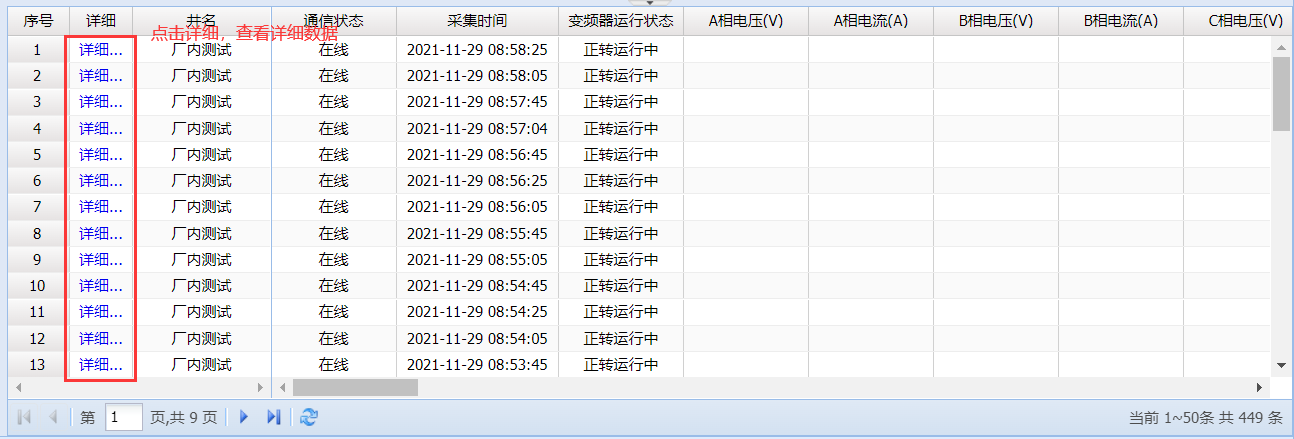 序号 详细 井名 通信状态 采集时间 变频器运行状态 A相电压(V) A相电流(A) B相电压(V) B相电流(A) C相电压(V)
点击详细，查看详细数据
1 详细... 厂内测试 在线 2021-11-29 08:58:25 正转运行中
2 详细... 厂内测试 在线 2021-11-29 08:58:05 正转运行中
3 详细... 厂内测试 在线 2021-11-29 08:57:45 正转运行中
4 详细... 厂内测试 在线 2021-11-29 08:57:04 正转运行中
5 详细... 厂内测试 在线 2021-11-29 08:56:45 正转运行中
6 详细... 厂内测试 在线 2021-11-29 08:56:25 正转运行中
7 详细... 厂内测试 在线 2021-11-29 08:56:05 正转运行中
8 详细... 厂内测试 在线 2021-11-29 08:55:45 正转运行中
9 详细... 厂内测试 在线 2021-11-29 08:55:05 正转运行中
10 详细... 厂内测试 在线 2021-11-29 08:54:45 正转运行中
11 详细... 厂内测试 在线 2021-11-29 08:54:25 正转运行中
12 详细... 厂内测试 在线 2021-11-29 08:54:05 正转运行中
13 详细... 厂内测试 在线 2021-11-29 08:53:45 正转运行中
第 1 页,共 9 页 当前 1~50条 共 449 条